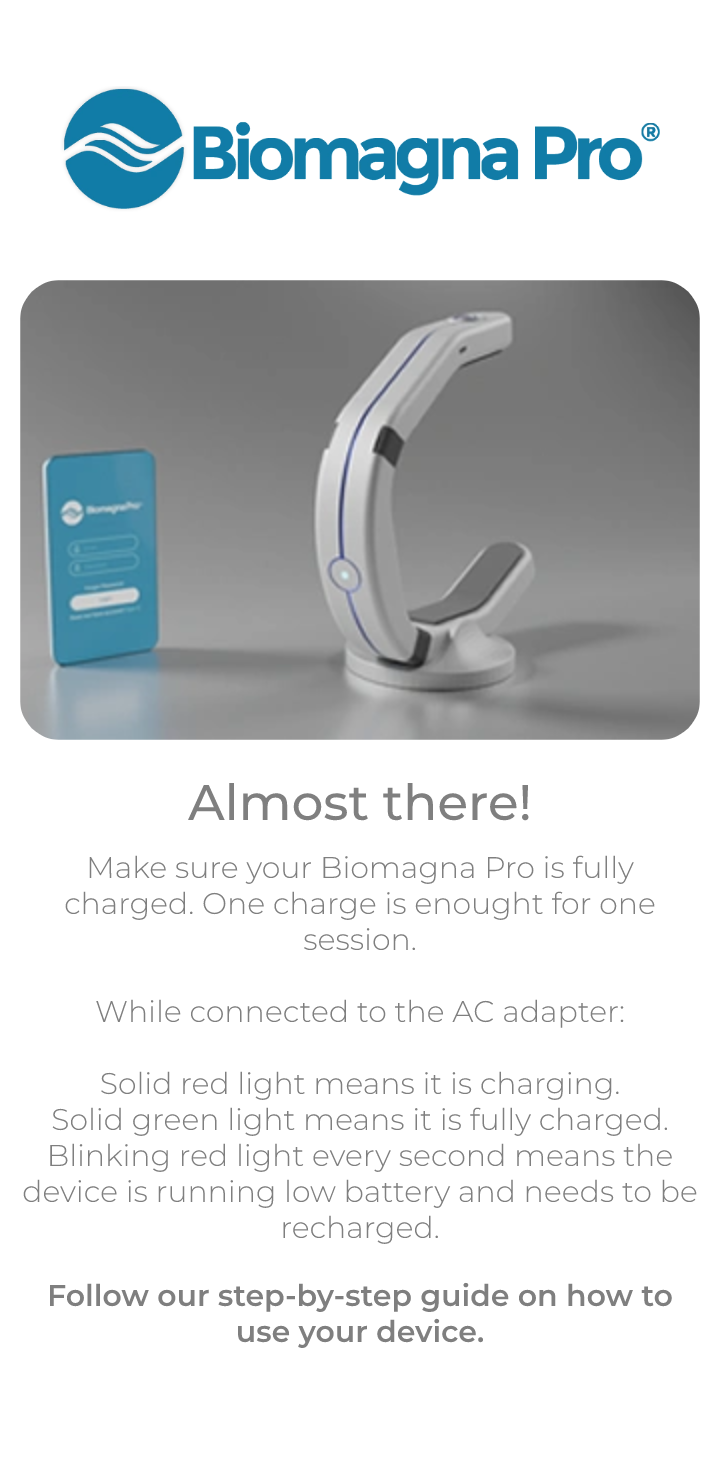 Biomagna Pro®
BiomagnaPro
Almost there!
Make sure your Biomagna Pro is fully
charged. One charge is enought for one
session.
While connected to the AC adapter:
Solid red light means it is charging.
Solid green light means it is fully charged.
Blinking red light every second means the
device is running low battery and needs to be
recharged.
Follow our step-by-step guide on how to
use your device.